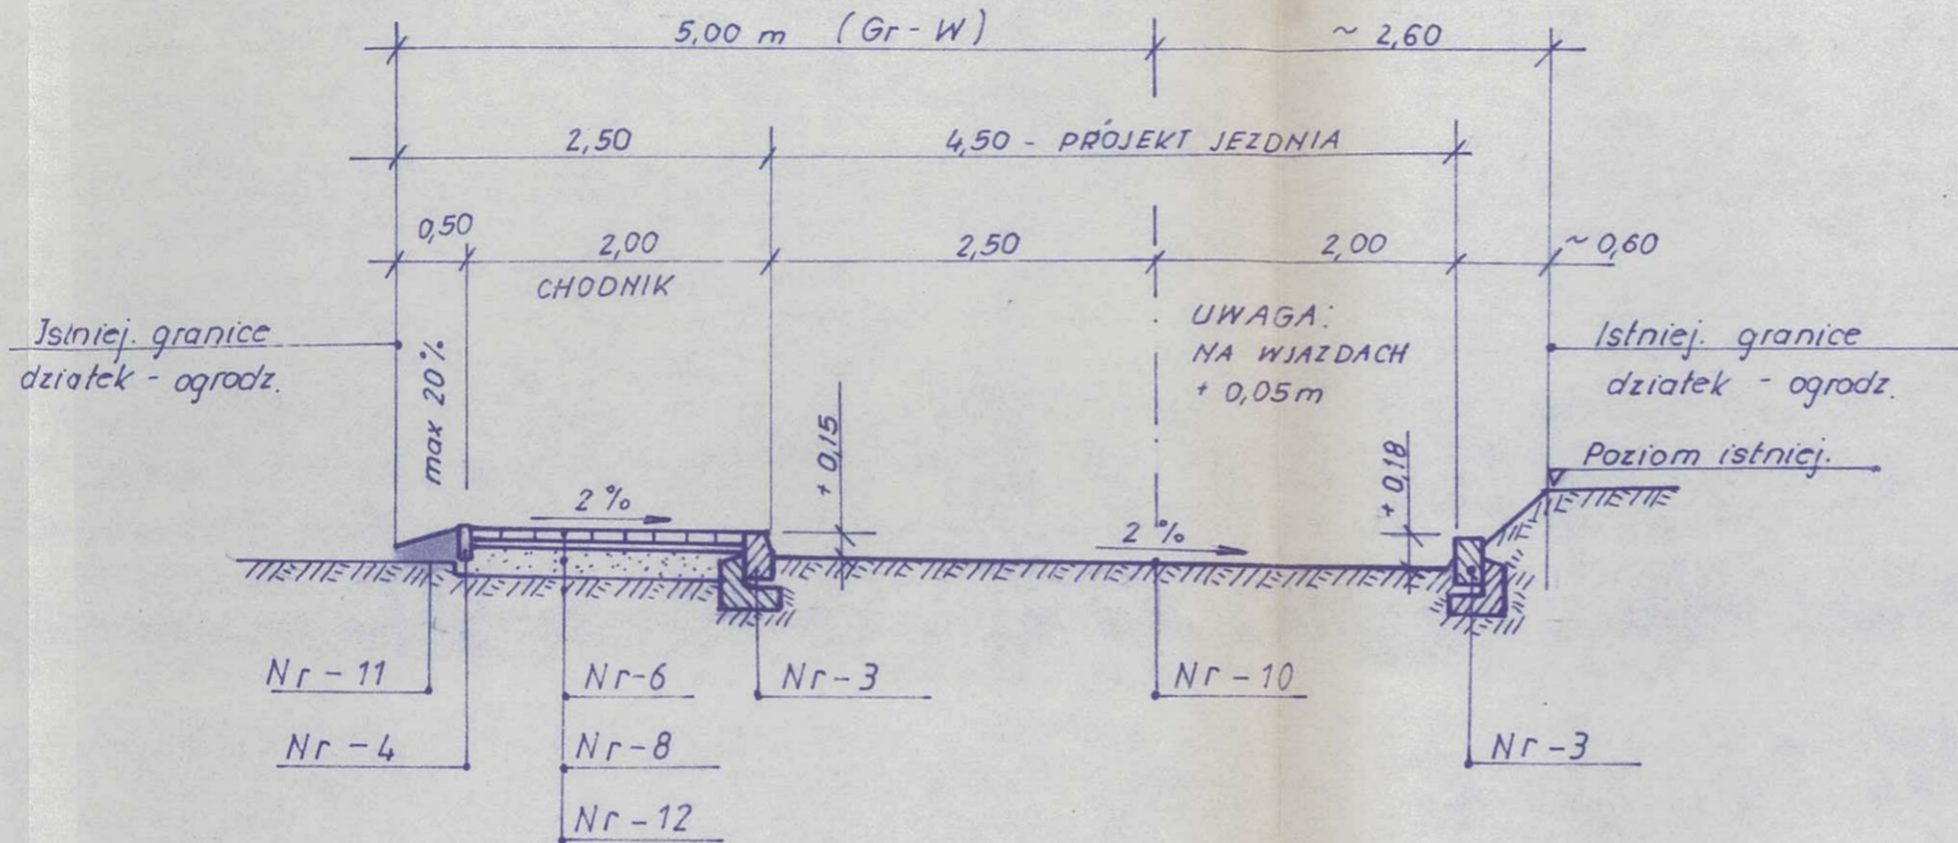 5,00 m (Gr - W)
~ 2,60
2,50
4,50 - PRÓJEKT JEZDNIA
0,50
2,00
2,50
2,00
~ 0,60
CHODNIK
UWAGA:
NA WJAZDACH
+ 0,05m
Istniej. granice
działek - ogrodz.
Istniej. granice
działek - ogrodz.
max 20%
+ 0,15
+ 0,18
Poziom istniej.
2 %
2 %
Nr - 11
Nr - 6
Nr - 3
Nr - 10
Nr - 4
Nr - 8
Nr - 3
Nr - 12